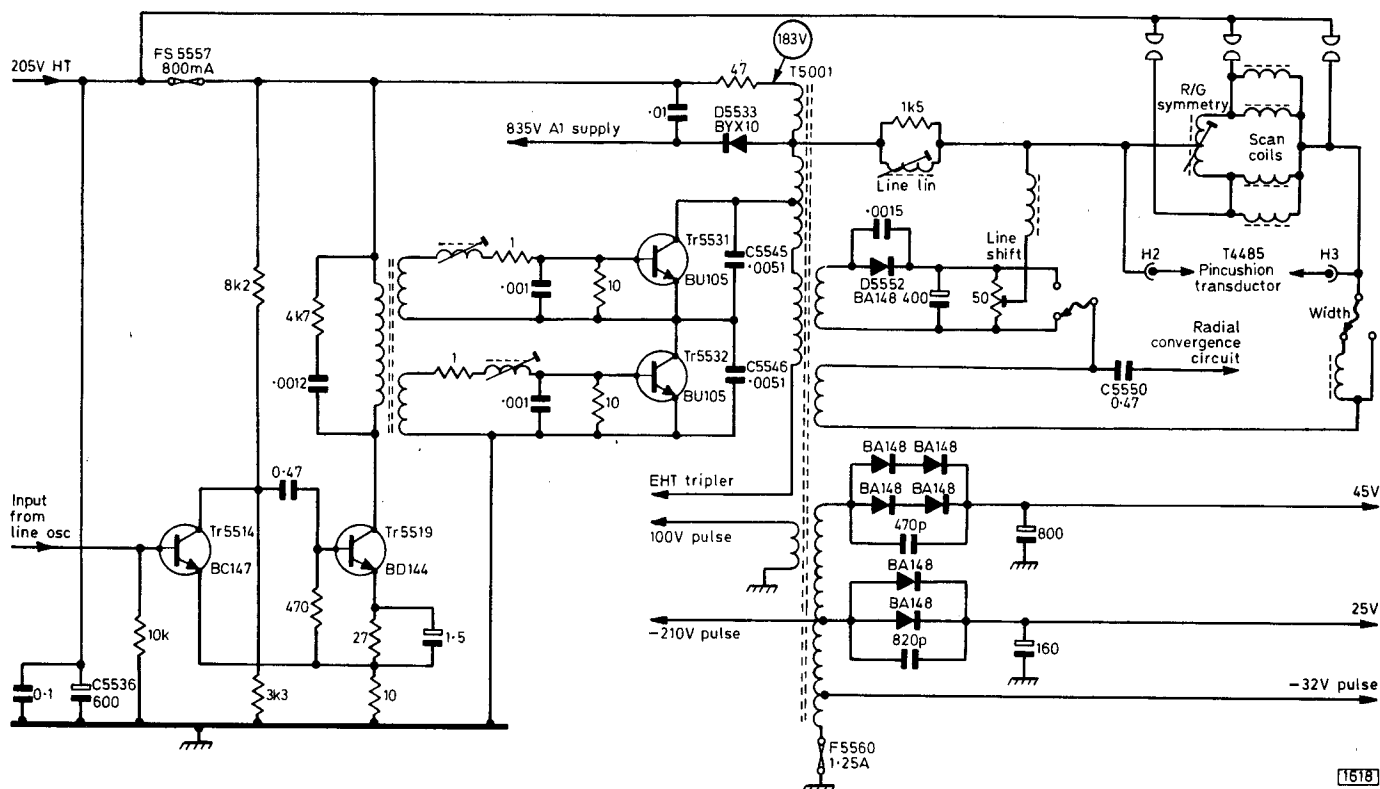 205V HT
FS 5557
800mA
·01
47
183V
T5001
835V A1 supply
D5533
BYX10
1k5
Line lin
R/G
symmetry
Scan
coils
8k2
4k7
·0012
1
·001
10
Tr5531
BU105
C5545
·0051
1
·001
10
Tr5532
BU105
C5546
·0051
·0015
D5552
BA148
400
Line
shift
50
H2
T4485
Pincushion
transductor
H3
Width
Radial
convergence
circuit
C5550
0·47
Input
from
line osc
10k
Tr5514
BC147
0·47
470
Tr5519
BD144
27
1·5
10
3k3
0·1
C5536
600
EHT tripler
100V pulse
-210V pulse
BA148 BA148
BA148 BA148
470p
45V
800
BA148
BA148
820p
25V
160
-32V pulse
F5560
1·25A
1618